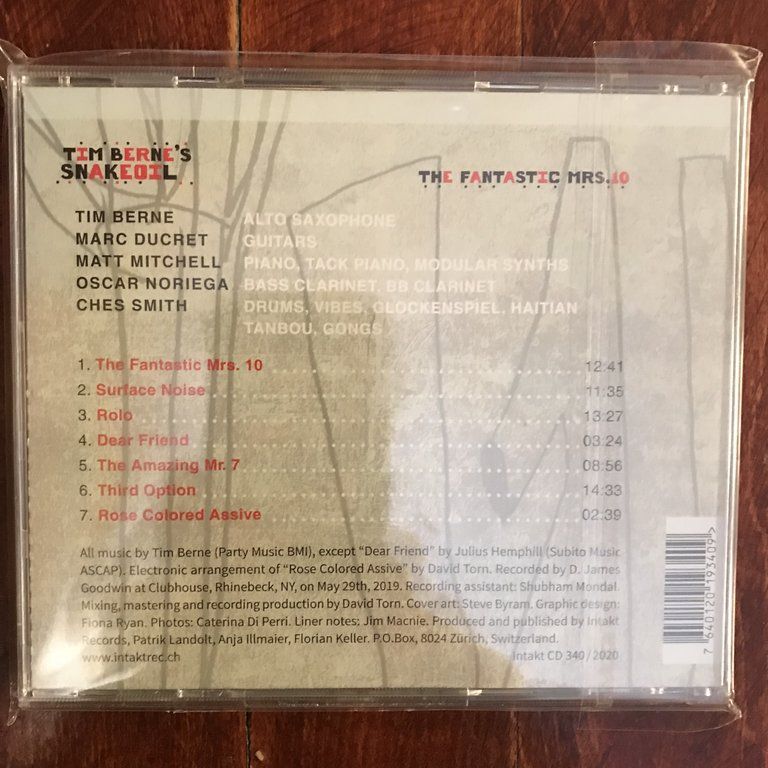 TIM BERNE'S
SNAKEOIL
THE FANTASTIC MRS.10
TIM BERNE ALTO SAXOPHONE
MARC DUCRET GUITARS
MATT MITCHELL PIANO, TACK PIANO, MODULAR SYNTHS
OSCAR NORIEGA BASS CLARINET, BB CLARINET
CHES SMITH DRUMS, VIBES, GLOCKENSPIEL, HAITIAN
TANBOU, GONGS
1. The Fantastic Mrs. 10 12:41
2. Surface Noise 11:35
3. Rolo 13:27
4. Dear Friend 03:24
5. The Amazing Mr. 7 08:56
6. Third Option 14:33
7. Rose Colored Assive 02:39
All music by Tim Berne (Party Music BMI), except “Dear Friend” by Julius Hemphill (Subito Music
ASCAP). Electronic arrangement of “Rose Colored Assive” by David Torn. Recorded by D. James
Goodwin at Clubhouse, Rhinebeck, NY, on May 29th, 2019. Recording assistant: Shubham Mondal.
Mixing, mastering and recording production by David Torn. Cover art: Steve Byram. Graphic design:
Fiona Ryan. Photos: Caterina Di Perri. Liner notes: Jim Macnie. Produced and published by Intakt
Records, Patrik Landolt, Anja Illmaier, Florian Keller. P.O.Box, 8024 Zürich, Switzerland.
www.intaktrec.ch Intakt CD 340 / 2020
7 640120 193409 >